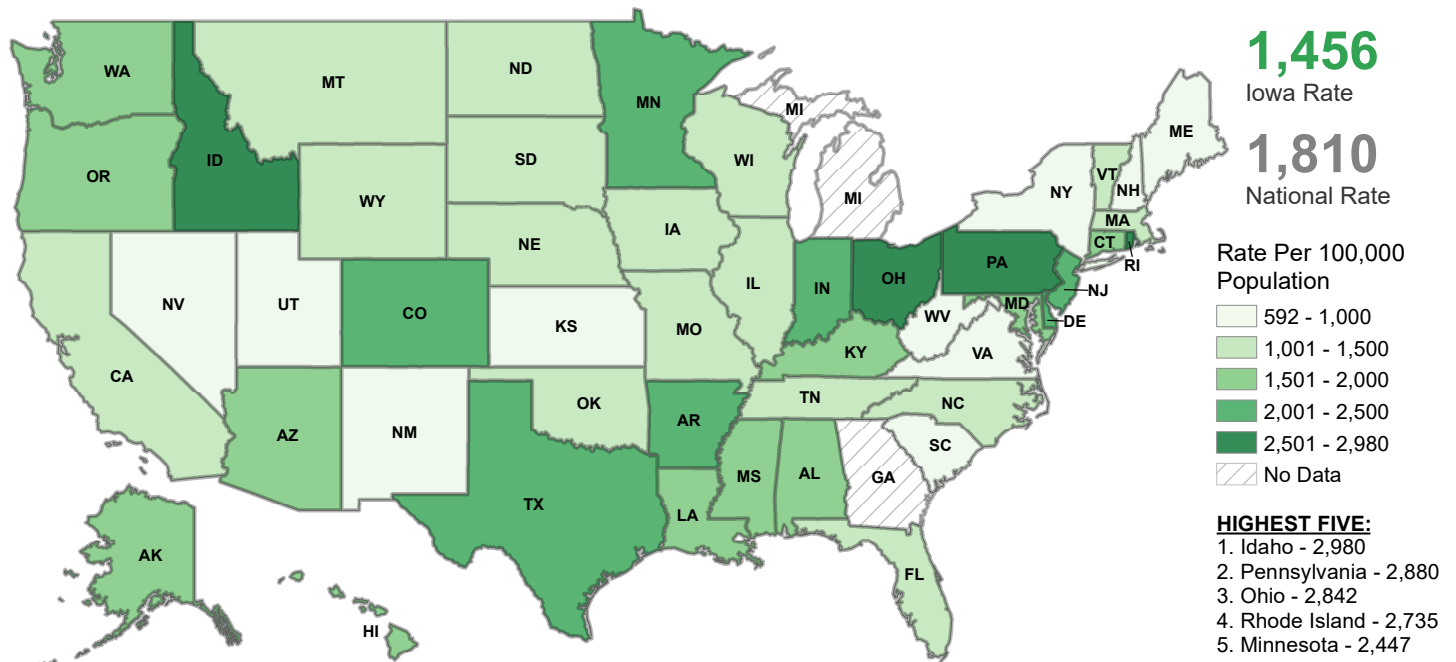 WA
MT
ND
MN
MI
ME
OR
ID
SD
WI
MI
VT
NH
NY
MA
WY
IA
CT
RI
NE
PA
NV
UT
CO
IL
IN
OH
NJ
MD
DE
KS
MO
WV
KY
VA
CA
OK
TN
NC
AZ
NM
AR
SC
MS
AL
GA
TX
LA
AK
FL
HI
1,456
Iowa Rate
1,810
National Rate
Rate Per 100,000
Population
592 - 1,000
1,001 - 1,500
1,501 - 2,000
2,001 - 2,500
2,501 - 2,980
No Data
HIGHEST FIVE:
1. Idaho - 2,980
2. Pennsylvania - 2,880
3. Ohio - 2,842
4. Rhode Island - 2,735
5. Minnesota - 2,447